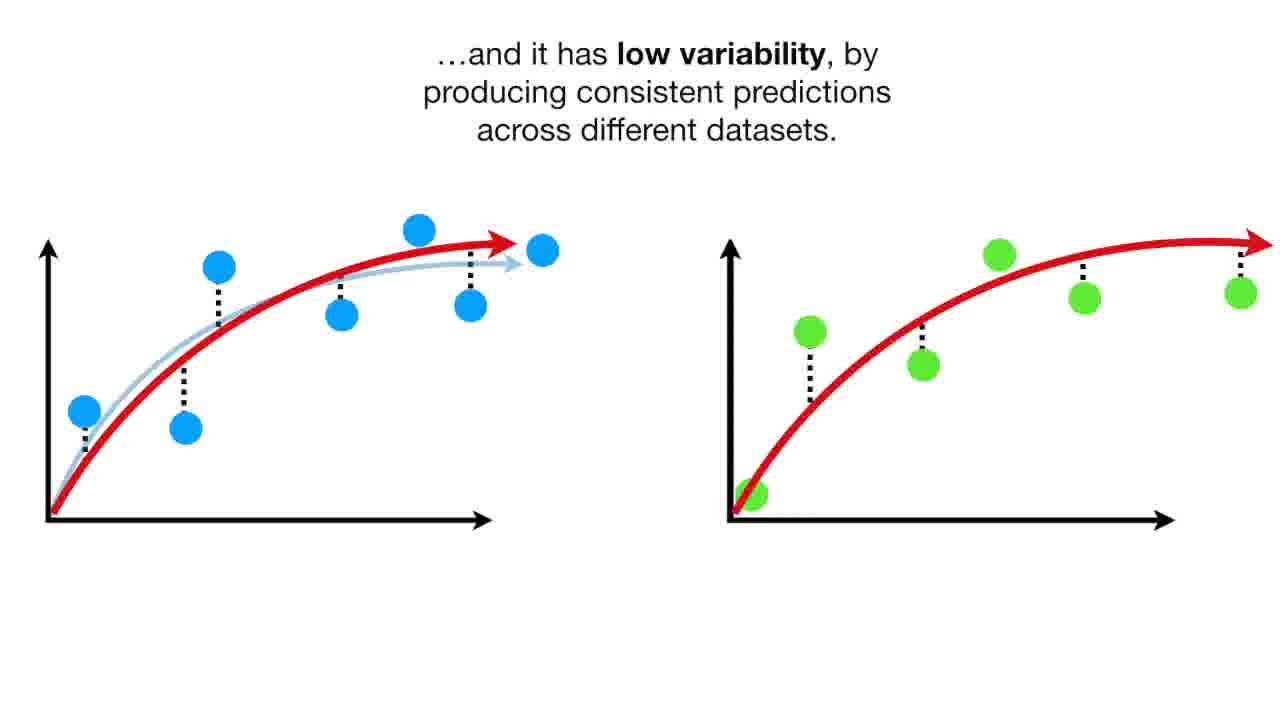 …and it has low variability, by
producing consistent predictions
across different datasets.